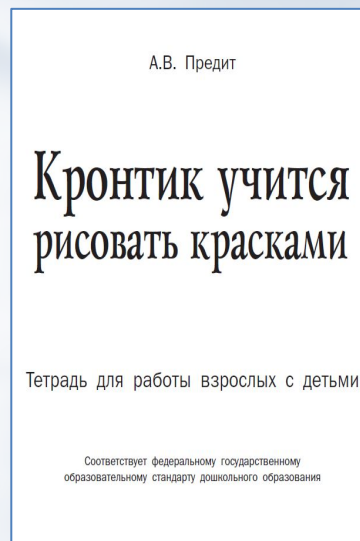 А.В. Предит
Кронтик учится
рисовать красками
Тетрадь для работы взрослых с детьми
Соответствует федеральному государственному
образовательному стандарту дошкольного образования